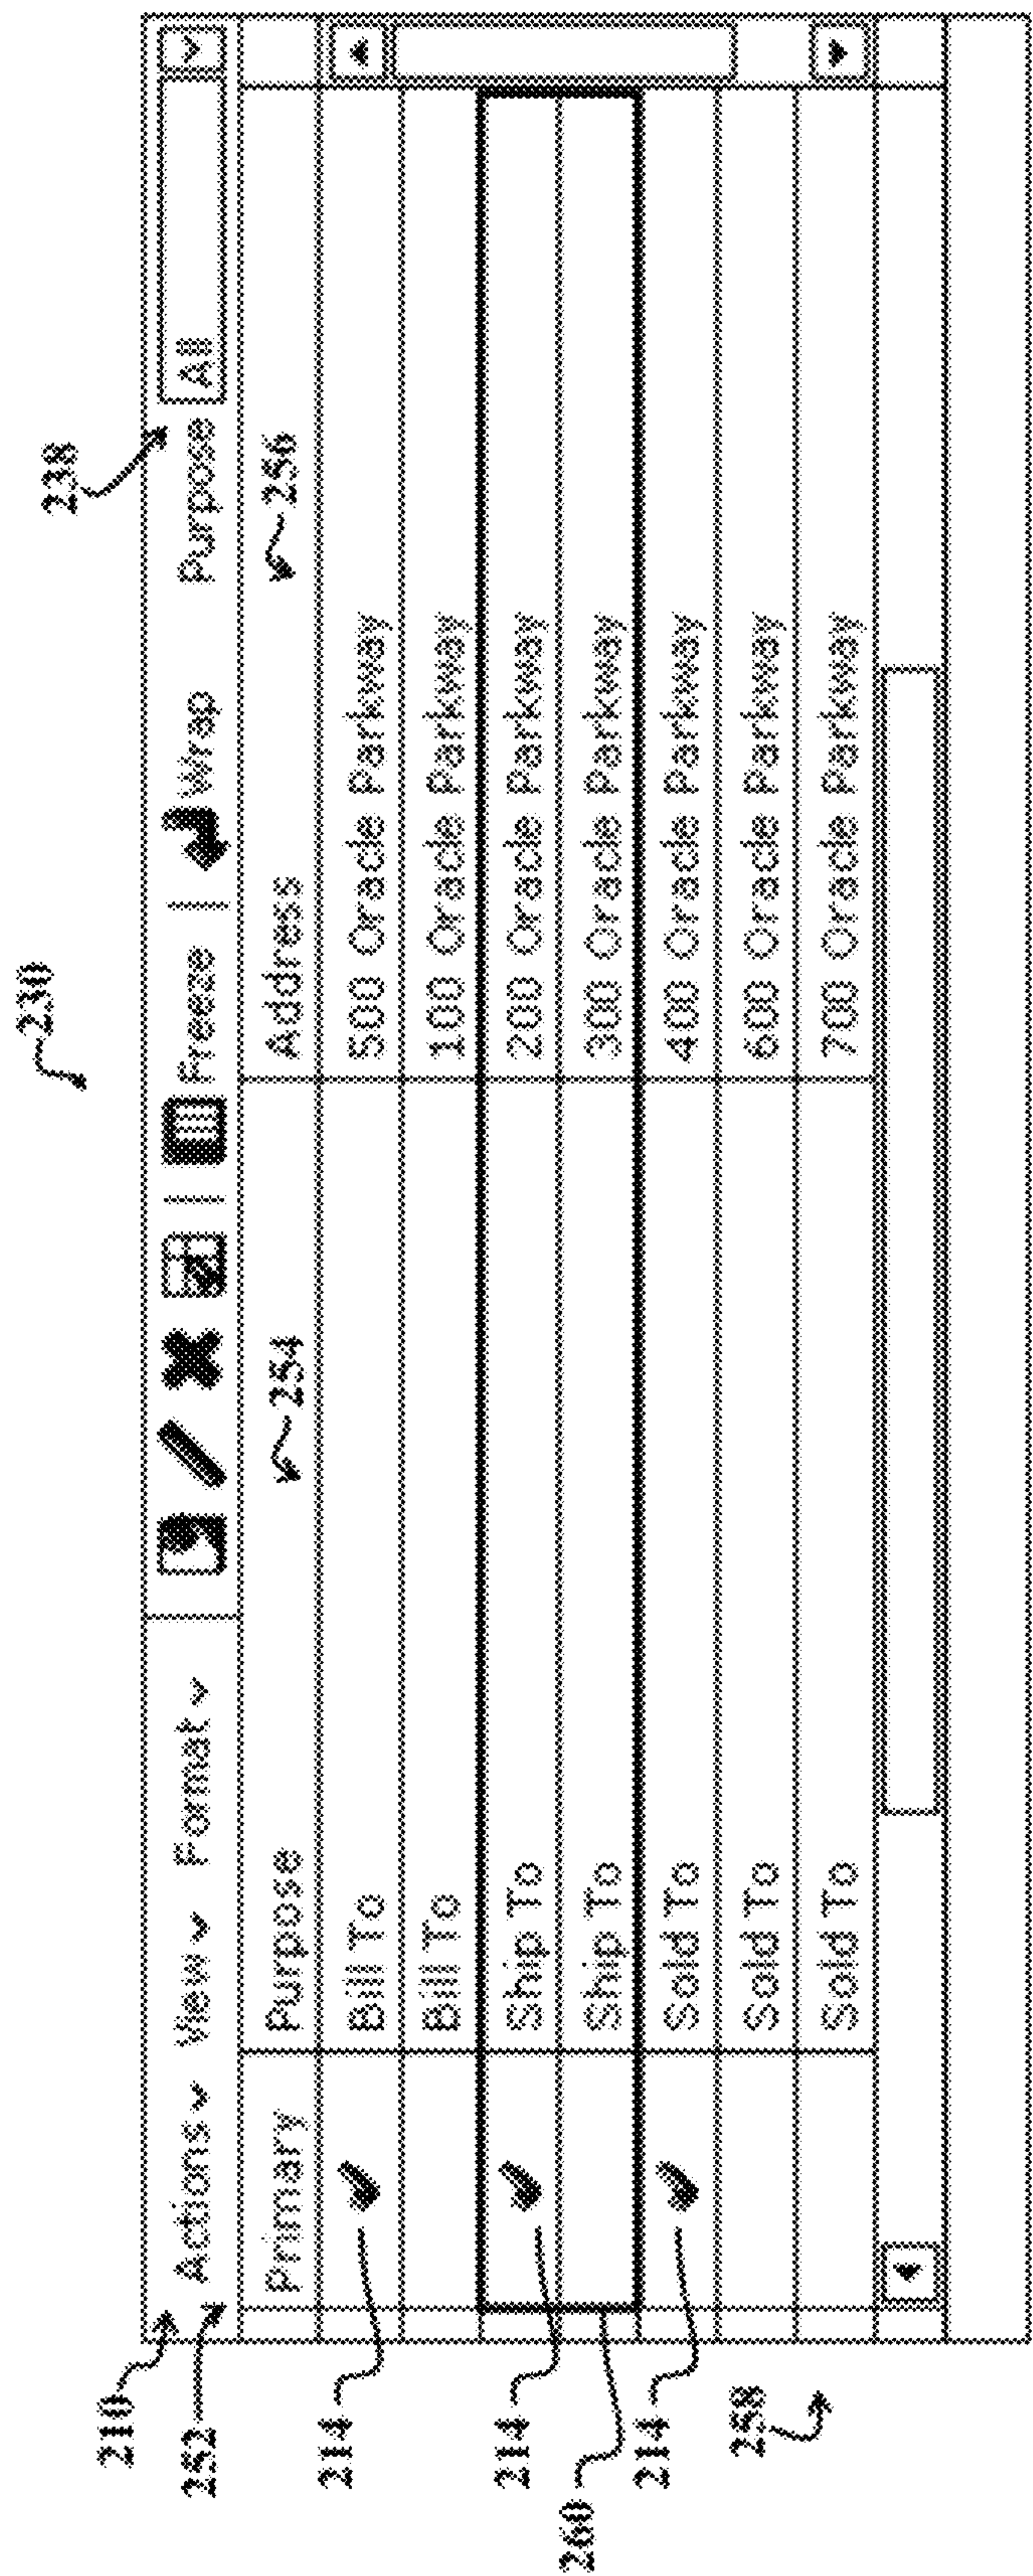 230
238
210
Actions View Format Freeze Wrap Purpose All
252
Primary Purpose 254 Address 256
214 Bill To 500 Oracle Parkway
Bill To 100 Oracle Parkway
214 Ship To 200 Oracle Parkway
260 Ship To 300 Oracle Parkway
214 Sold To 400 Oracle Parkway
Sold To 600 Oracle Parkway
258
Sold To 700 Oracle Parkway